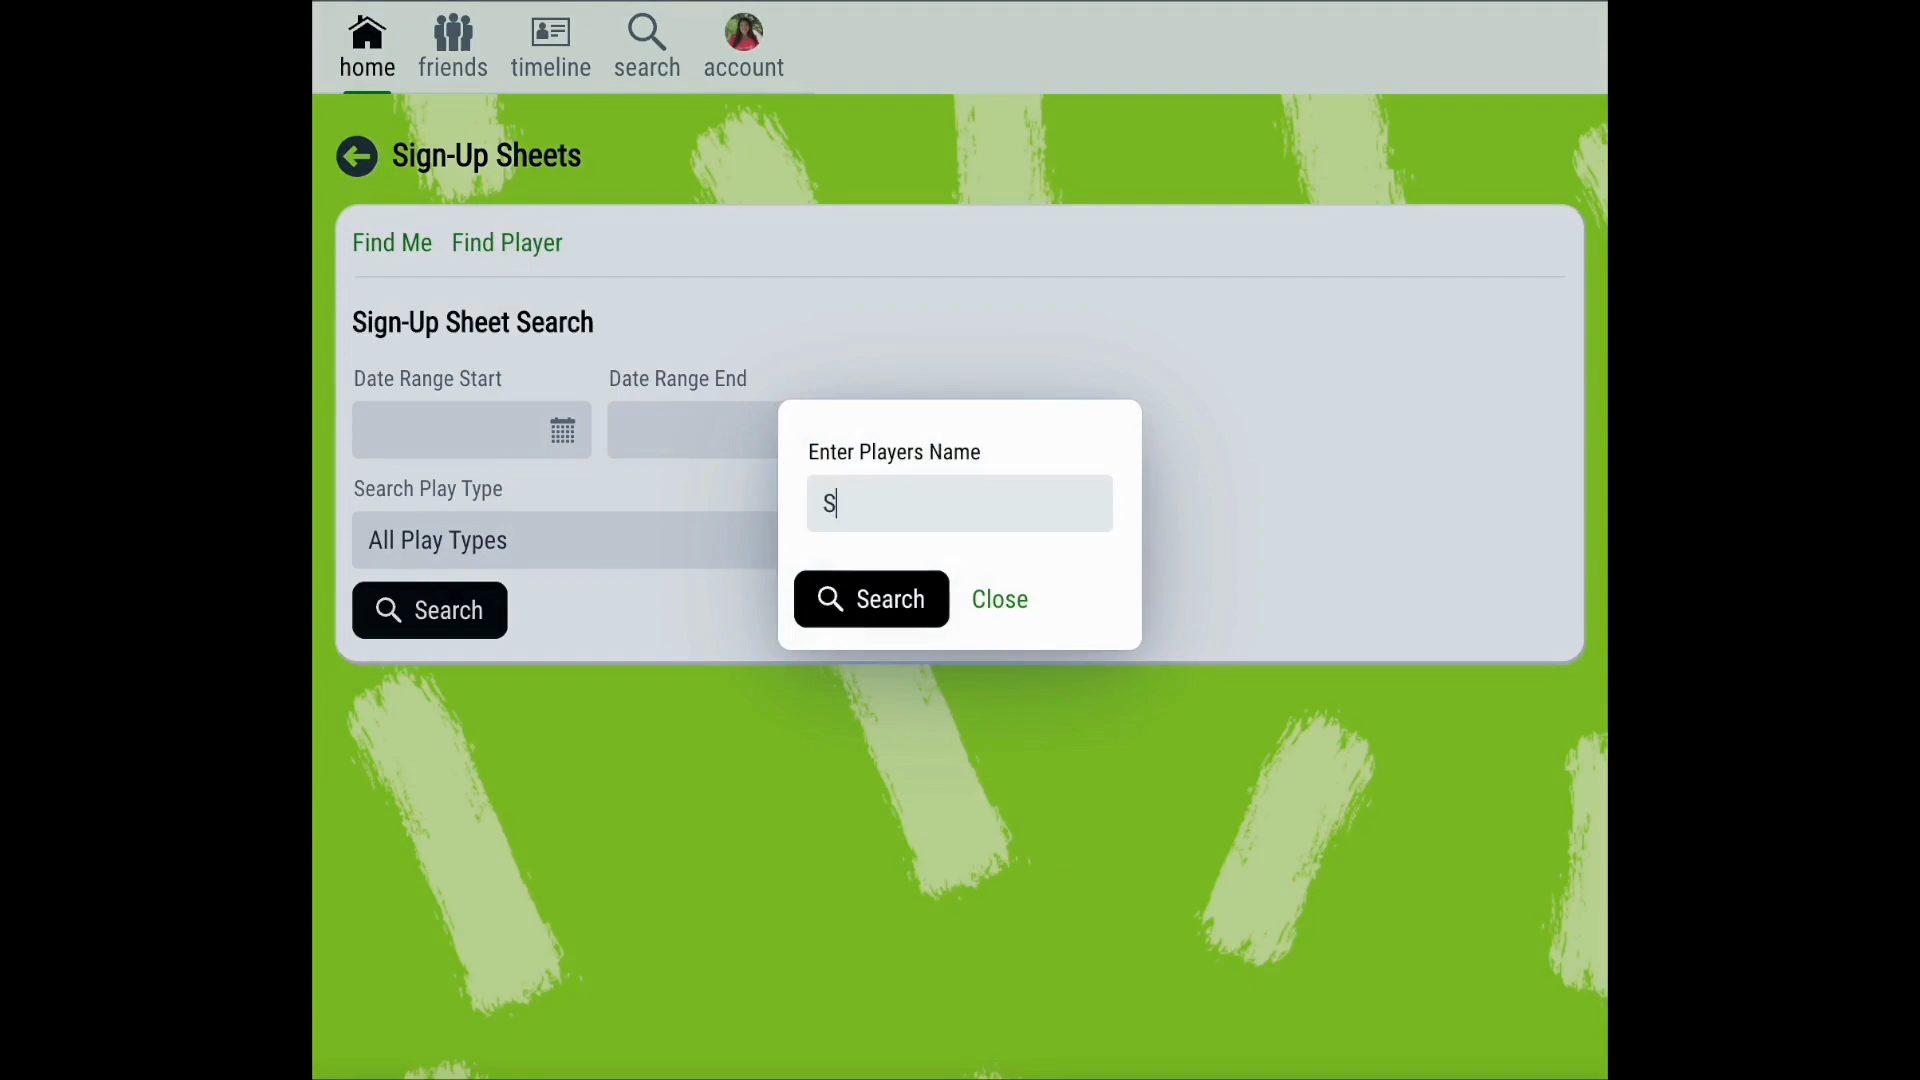 home friends timeline search account
Sign-Up Sheets
Find Me Find Player
Sign-Up Sheet Search
Date Range Start Date Range End
Enter Players Name
S
Search Play Type
All Play Types
Search Close
Search